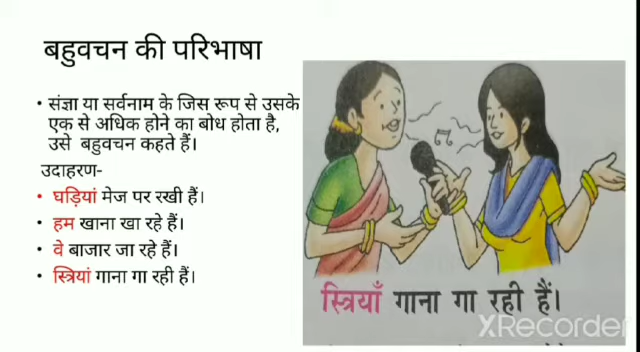 बहुवचन की परिभाषा
• संज्ञा या सर्वनाम के जिस रूप से उसके
एक से अधिक होने का बोध होता है,
उसे बहुवचन कहते हैं।
उदाहरण-
• घड़ियां मेज पर रखी हैं।
• हम खाना खा रहे हैं।
• वे बाजार जा रहे हैं।
• स्त्रियां गाना गा रही हैं।
स्त्रियाँ गाना गा रही हैं।
XRecorder